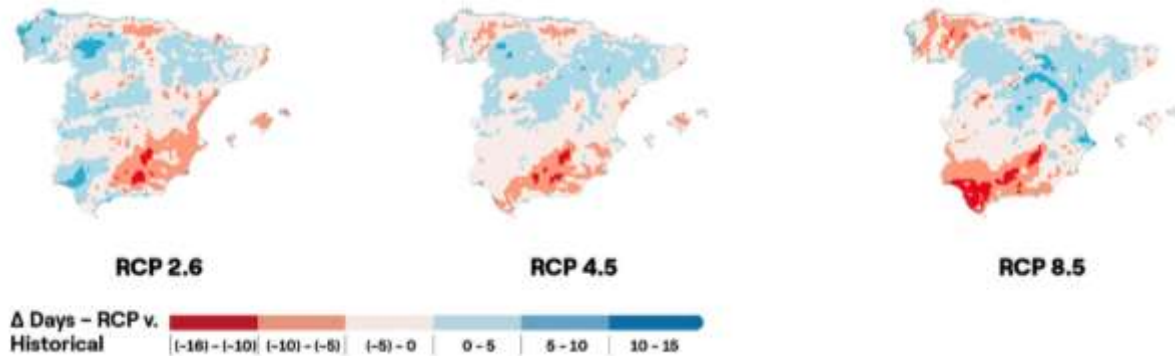 RCP 2.6
RCP 4.5
RCP 8.5
Δ Days – RCP v.
Historical
(-16) – (-10) (-10) – (-5) (-5) – 0 0 – 5 5 – 10 10 – 15